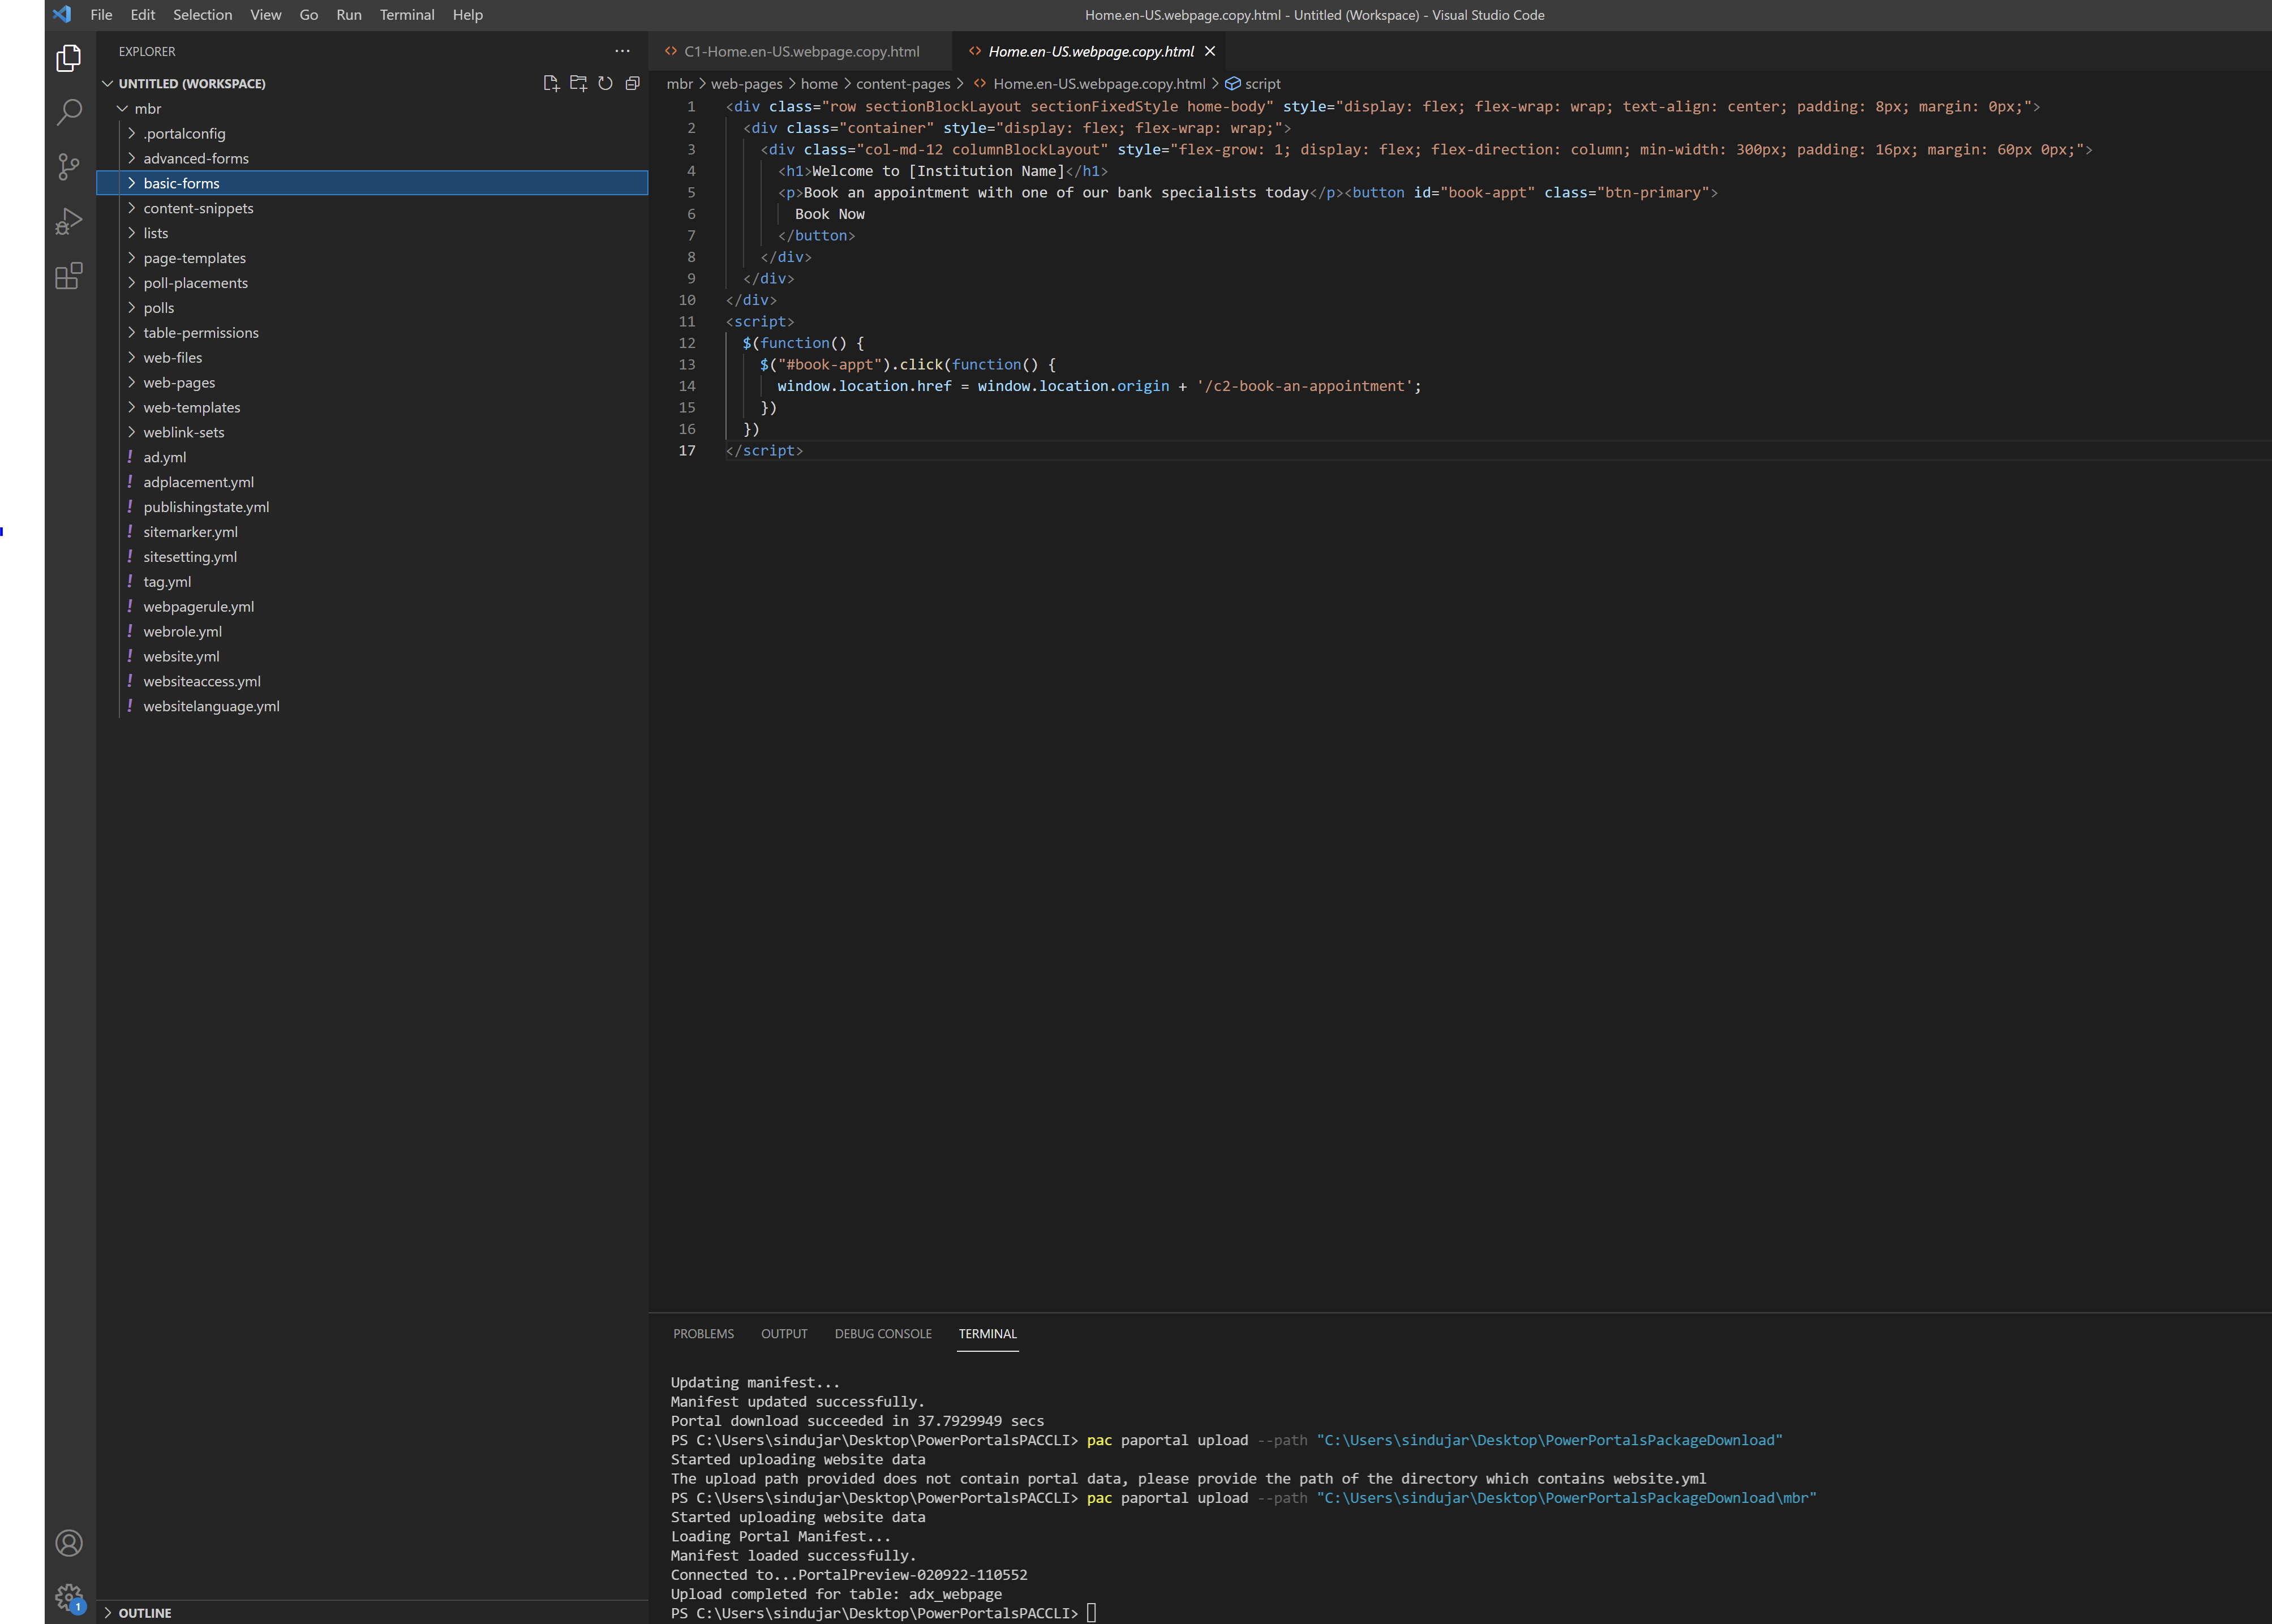 File Edit Selection View Go Run Terminal Help
Home.en-US.webpage.copy.html - Untitled (Workspace) - Visual Studio Code
EXPLORER
UNTITLED (WORKSPACE)
mbr
.portalconfig
advanced-forms
basic-forms
content-snippets
lists
page-templates
poll-placements
polls
table-permissions
web-files
web-pages
web-templates
weblink-sets
! ad.yml
! adplacement.yml
! publishingstate.yml
! sitemarker.yml
! sitesetting.yml
! tag.yml
! webpagerule.yml
! webrole.yml
! website.yml
! websiteaccess.yml
! websitelanguage.yml
1
OUTLINE
C1-Home.en-US.webpage.copy.html
Home.en-US.webpage.copy.html
mbr > web-pages > home > content-pages > Home.en-US.webpage.copy.html > script
1 <div class="row sectionBlockLayout sectionFixedStyle home-body" style="display: flex; flex-wrap: wrap; text-align: center; padding: 8px; margin: 0px;">
2 <div class="container" style="display: flex; flex-wrap: wrap;">
3 <div class="col-md-12 columnBlockLayout" style="flex-grow: 1; display: flex; flex-direction: column; min-width: 300px; padding: 16px; margin: 60px 0px;">
4 <h1>Welcome to [Institution Name]</h1>
5 <p>Book an appointment with one of our bank specialists today</p><button id="book-appt" class="btn-primary">
6 Book Now
7 </button>
8 </div>
9 </div>
10 </div>
11 <script>
12 $(function() {
13 $("#book-appt").click(function() {
14 window.location.href = window.location.origin + '/c2-book-an-appointment';
15 })
16 })
17 </script>
PROBLEMS OUTPUT DEBUG CONSOLE TERMINAL
Updating manifest...
Manifest updated successfully.
Portal download succeeded in 37.7929949 secs
PS C:\Users\sindujar\Desktop\PowerPortalsPACCLI> pac paportal upload --path "C:\Users\sindujar\Desktop\PowerPortalsPackageDownload"
Started uploading website data
The upload path provided does not contain portal data, please provide the path of the directory which contains website.yml
PS C:\Users\sindujar\Desktop\PowerPortalsPACCLI> pac paportal upload --path "C:\Users\sindujar\Desktop\PowerPortalsPackageDownload\mbr"
Started uploading website data
Loading Portal Manifest...
Manifest loaded successfully.
Connected to...PortalPreview-020922-110552
Upload completed for table: adx_webpage
PS C:\Users\sindujar\Desktop\PowerPortalsPACCLI>